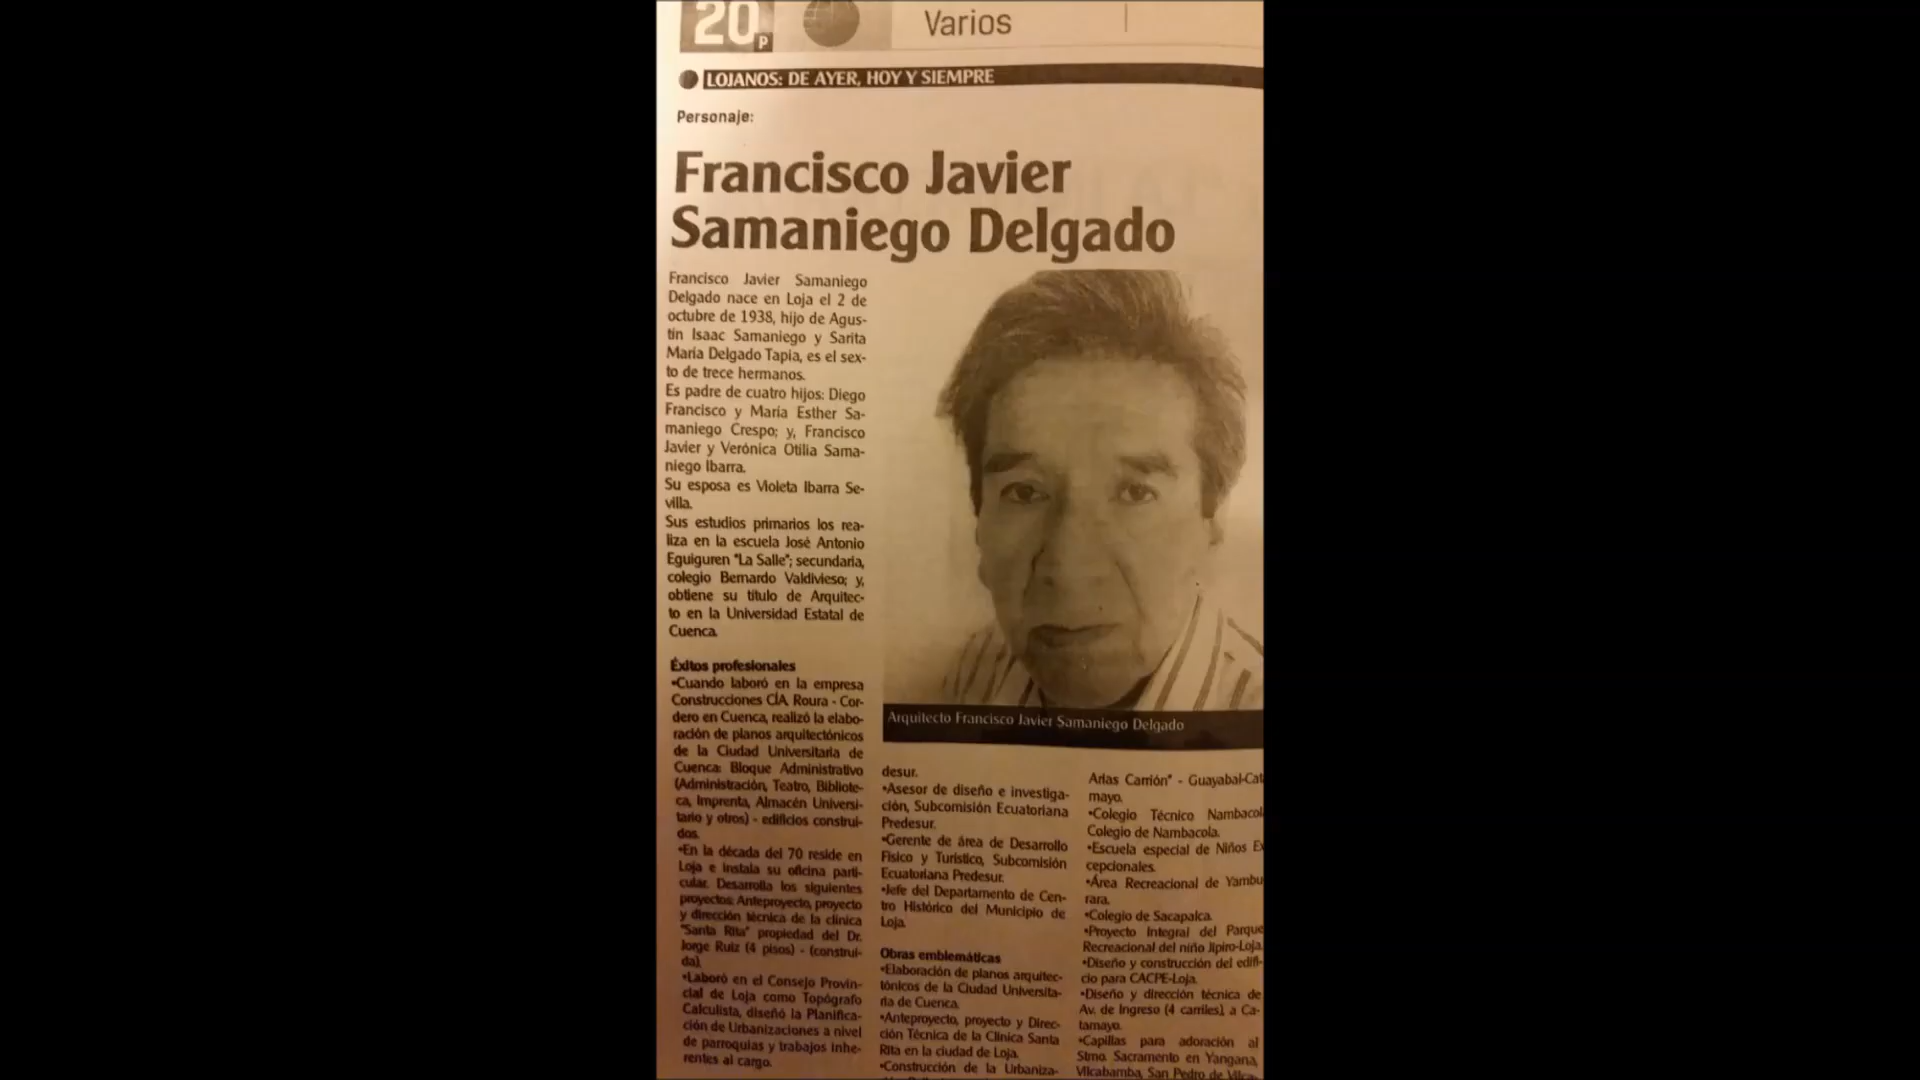 20
P
Varios
LOJANOS: DE AYER, HOY Y SIEMPRE
Personaje:
Francisco Javier
Samaniego Delgado
Francisco Javier Samaniego
Delgado nace en Loja el 2 de
octubre de 1938, hijo de Agus-
tín Isaac Samaniego y Sarita
María Delgado Tapia, es el sex-
to de trece hermanos.
Es padre de cuatro hijos: Diego
Francisco y María Esther Sa-
maniego Crespo; y, Francisco
Javier y Verónica Otilia Sama-
niego Ibarra.
Su esposa es Violeta Ibarra Se-
villa.
Sus estudios primarios los rea-
liza en la escuela José Antonio
Eguiguren "La Salle"; secundaria,
colegio Bernardo Valdivieso; y,
obtiene su título de Arquitec-
to en la Universidad Estatal de
Cuenca.
Éxitos profesionales
•Cuando laboró en la empresa
Construcciones CÍA. Roura - Cor-
dero en Cuenca, realizó la elabo-
ración de planos arquitectónicos
de la Ciudad Universitaria de
Cuenca: Bloque Administrativo
(Administración, Teatro, Bibliote-
ca, Imprenta, Almacén Universi-
tario y otros) - edificios construi-
dos.
•En la década del 70 reside en
Loja e instala su oficina parti-
cular. Desarrolla los siguientes
proyectos: Anteproyecto, proyecto
y dirección técnica de la clínica
"Santa Rita" propiedad del Dr.
Jorge Ruiz (4 pisos) - (construi-
da).
•Laboró en el Consejo Provin-
cial de Loja como Topógrafo
Calculista, diseñó la Planifica-
ción de Urbanizaciones a nivel
de parroquias y trabajos inhe-
rentes al cargo.
Arquitecto Francisco Javier Samaniego Delgado
desur.
•Asesor de diseño e investiga-
ción, Subcomisión Ecuatoriana
Predesur.
•Gerente de área de Desarrollo
Físico y Turístico, Subcomisión
Ecuatoriana Predesur.
•Jefe del Departamento de Cen-
tro Histórico del Municipio de
Loja.
Obras emblemáticas
•Elaboración de planos arquitec-
tónicos de la Ciudad Universita-
ria de Cuenca.
•Anteproyecto, proyecto y Direc-
ción Técnica de la Clínica Santa
Rita en la ciudad de Loja.
•Construcción de la Urbaniza-
Arias Carrión" - Guayabal-Cat
mayo.
•Colegio Técnico Nambacol
Colegio de Nambacola.
•Escuela especial de Niños Ex
cepcionales.
•Área Recreacional de Yambu
rara.
•Colegio de Sacapalca.
•Proyecto Integral del Parque
Recreacional del niño Jipiro-Loja.
•Diseño y construcción del edifi-
cio para CACPE-Loja.
•Diseño y dirección técnica de
Av. de Ingreso (4 carriles) a Ca-
tamayo.
•Capillas para adoración al
Stmo. Sacramento en Yangana,
Vilcabamba, San Pedro de Vilca-